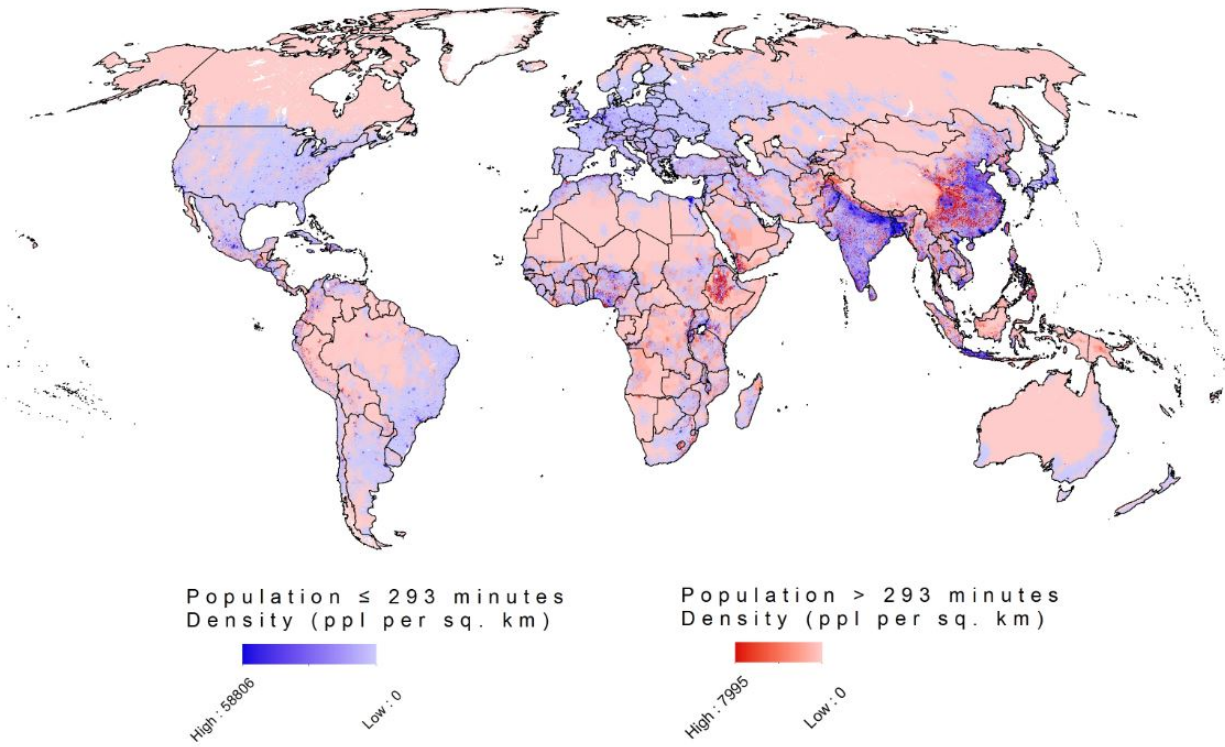 Population ≤ 293 minutes
Density (ppl per sq. km)
High : 58806
Low : 0
Population > 293 minutes
Density (ppl per sq. km)
High : 7995
Low : 0